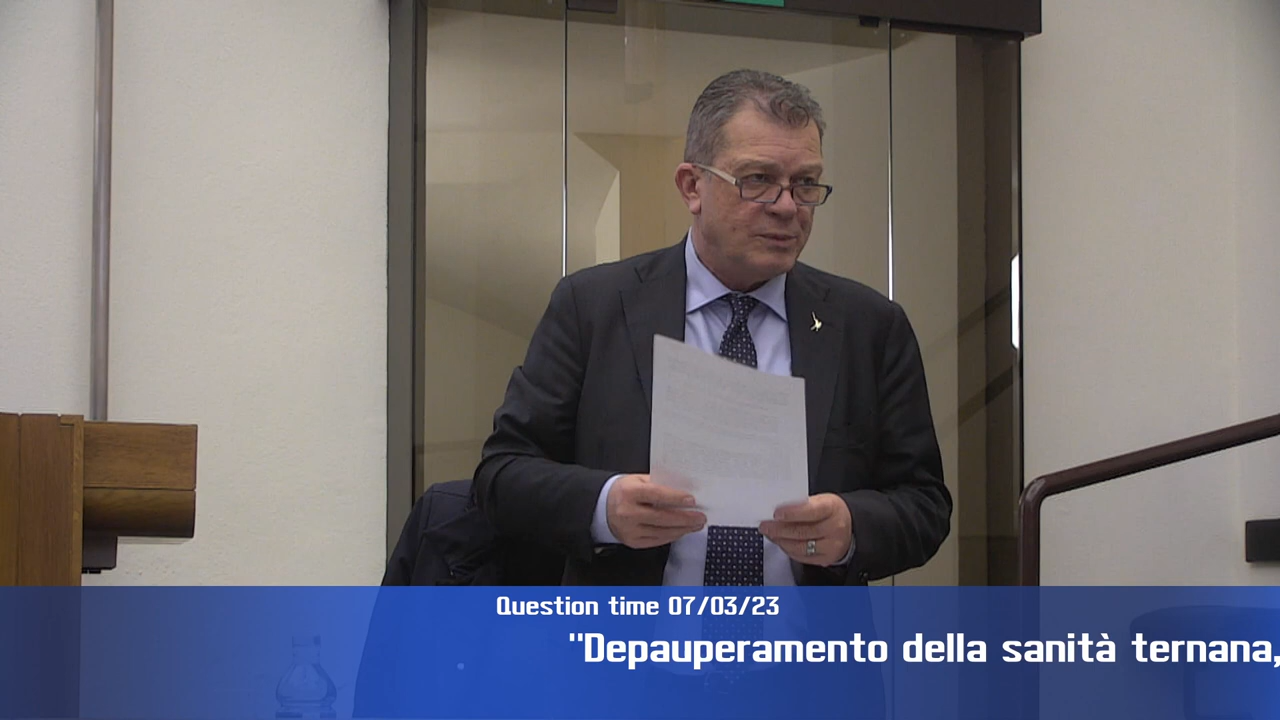 Question time 07/03/23
"Depauperamento della sanità ternana,